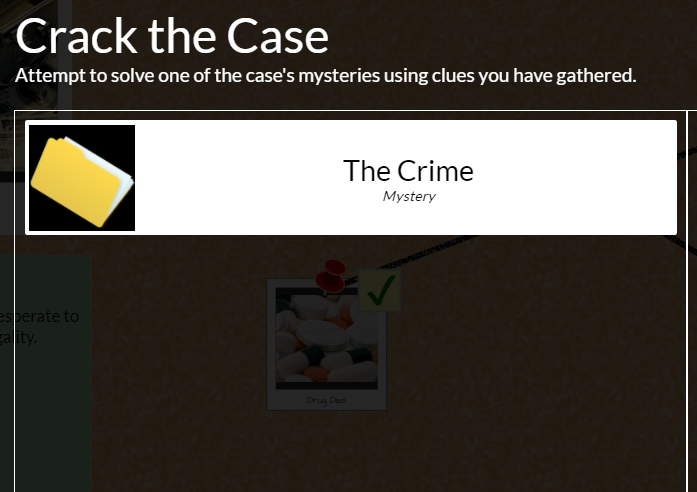 Crack the Case
Attempt to solve one of the case's mysteries using clues you have gathered.
The Crime
Mystery
esperate to
gality.
Drug Deal